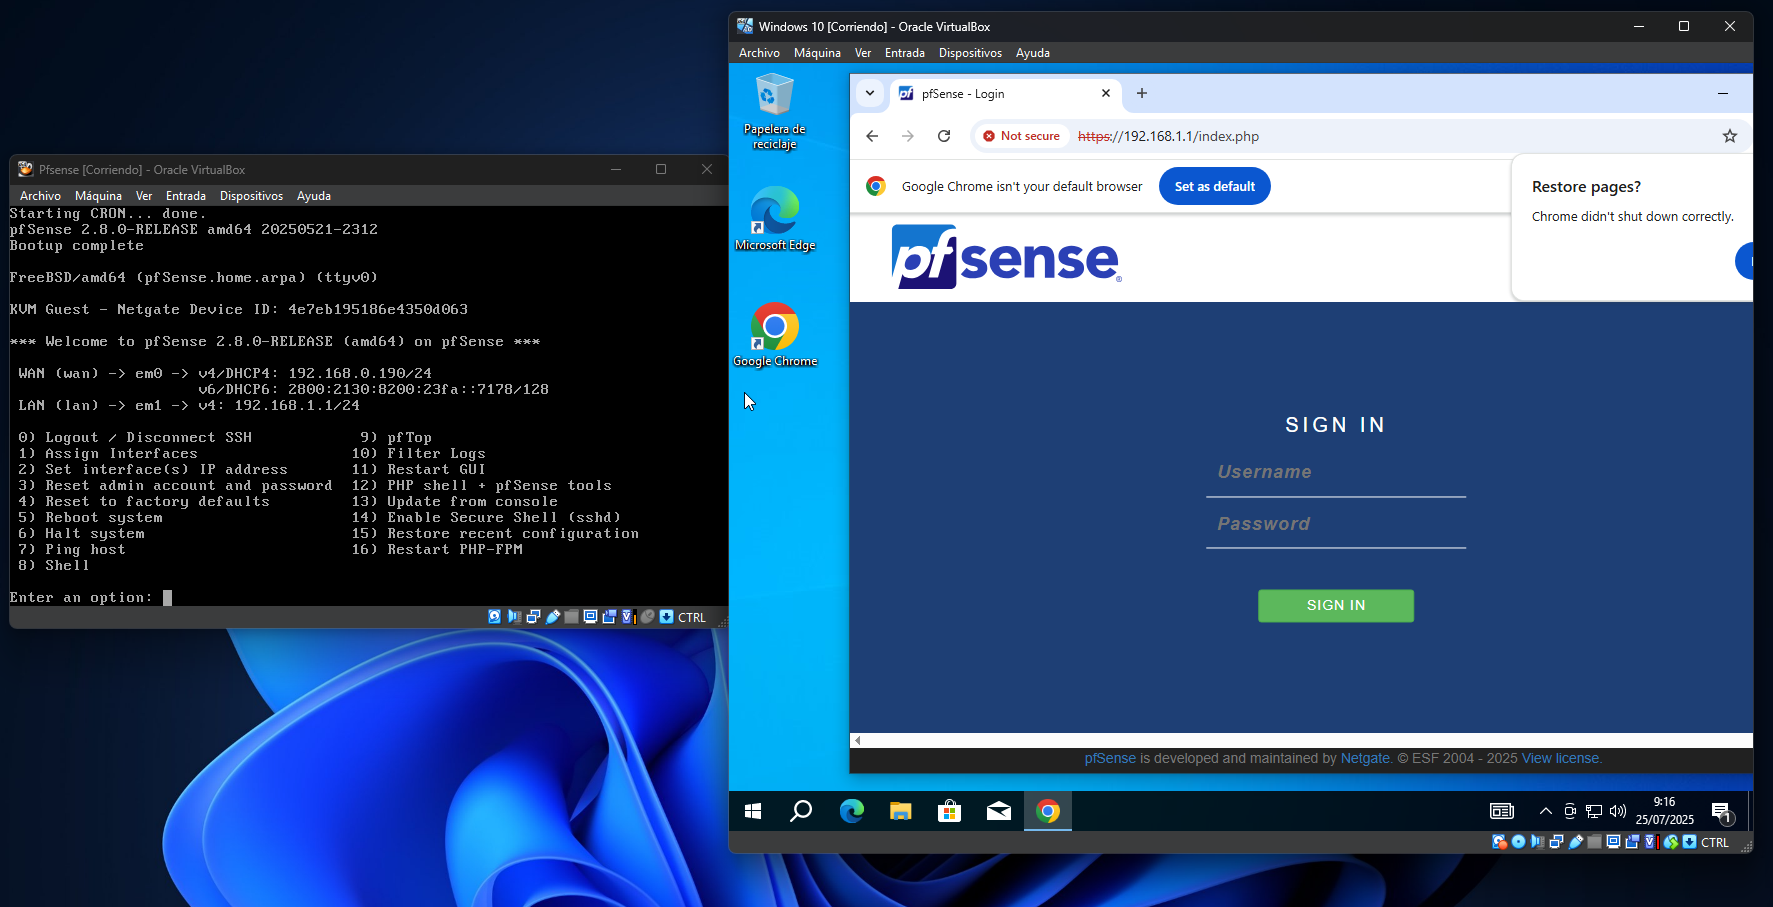 Pfsense [Corriendo] - Oracle VirtualBox
Archivo Máquina Ver Entrada Dispositivos Ayuda
Starting CRON... done.
pfSense 2.8.0-RELEASE amd64 20250521-2312
Bootup complete
FreeBSD/amd64 (pfSense.home.arpa) (ttyv0)
KVM Guest - Netgate Device ID: 4e7eb195186e4350d063
*** Welcome to pfSense 2.8.0-RELEASE (amd64) on pfSense ***
WAN (wan) -> em0 -> v4/DHCP4: 192.168.0.190/24
v6/DHCP6: 2800:2130:8200:23fa::7178/128
LAN (lan) -> em1 -> v4: 192.168.1.1/24
0) Logout / Disconnect SSH 9) pfTop
1) Assign Interfaces 10) Filter Logs
2) Set interface(s) IP address 11) Restart GUI
3) Reset admin account and password 12) PHP shell + pfSense tools
4) Reset to factory defaults 13) Update from console
5) Reboot system 14) Enable Secure Shell (sshd)
6) Halt system 15) Restore recent configuration
7) Ping host 16) Restart PHP-FPM
8) Shell
Enter an option:
CTRL
Windows 10 [Corriendo] - Oracle VirtualBox
Archivo Máquina Ver Entrada Dispositivos Ayuda
Papelera de
reciclaje
Microsoft Edge
Google Chrome
pfSense - Login
Not secure https://192.168.1.1/index.php
Google Chrome isn't your default browser Set as default
Restore pages?
Chrome didn't shut down correctly.
pfsense
SIGN IN
Username
Password
SIGN IN
pfSense is developed and maintained by Netgate. © ESF 2004 - 2025 View license.
9:16
25/07/2025
1
CTRL